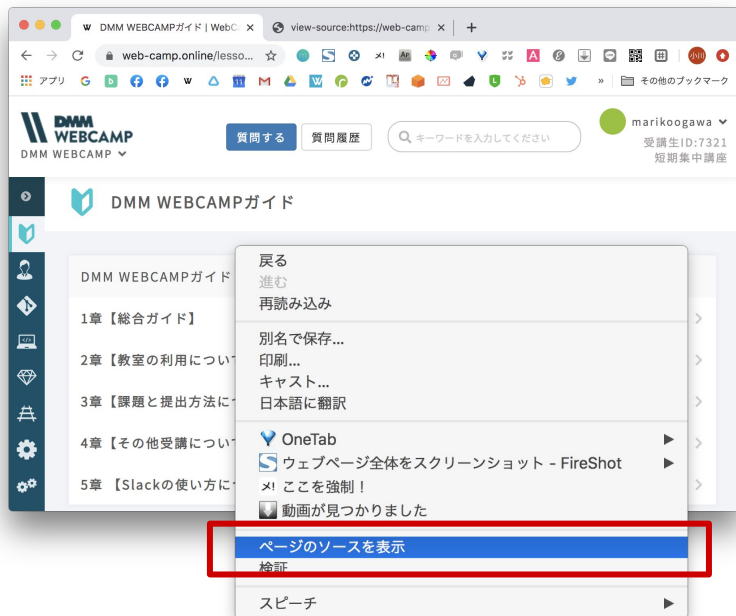 DMM WEBCAMPガイド | WebC
view-source:https://web-camp
web-camp.online/lesso...
アプリ
その他のブックマーク
DMM
WEBCAMP
DMM WEBCAMP
質問する
質問履歴
キーワードを入力してください
marikoogawa
受講生ID:7321
短期集中講座
DMM WEBCAMPガイド
DMM WEBCAMPガイド
1章【総合ガイド】
2章【教室の利用につい
3章【課題と提出方法に
4章【その他受講につい
5章 【Slackの使い方に
戻る
進む
再読み込み
別名で保存...
印刷...
キャスト...
日本語に翻訳
OneTab
ウェブページ全体をスクリーンショット - FireShot
ここを強制！
動画が見つかりました
ページのソースを表示
検証
スピーチ